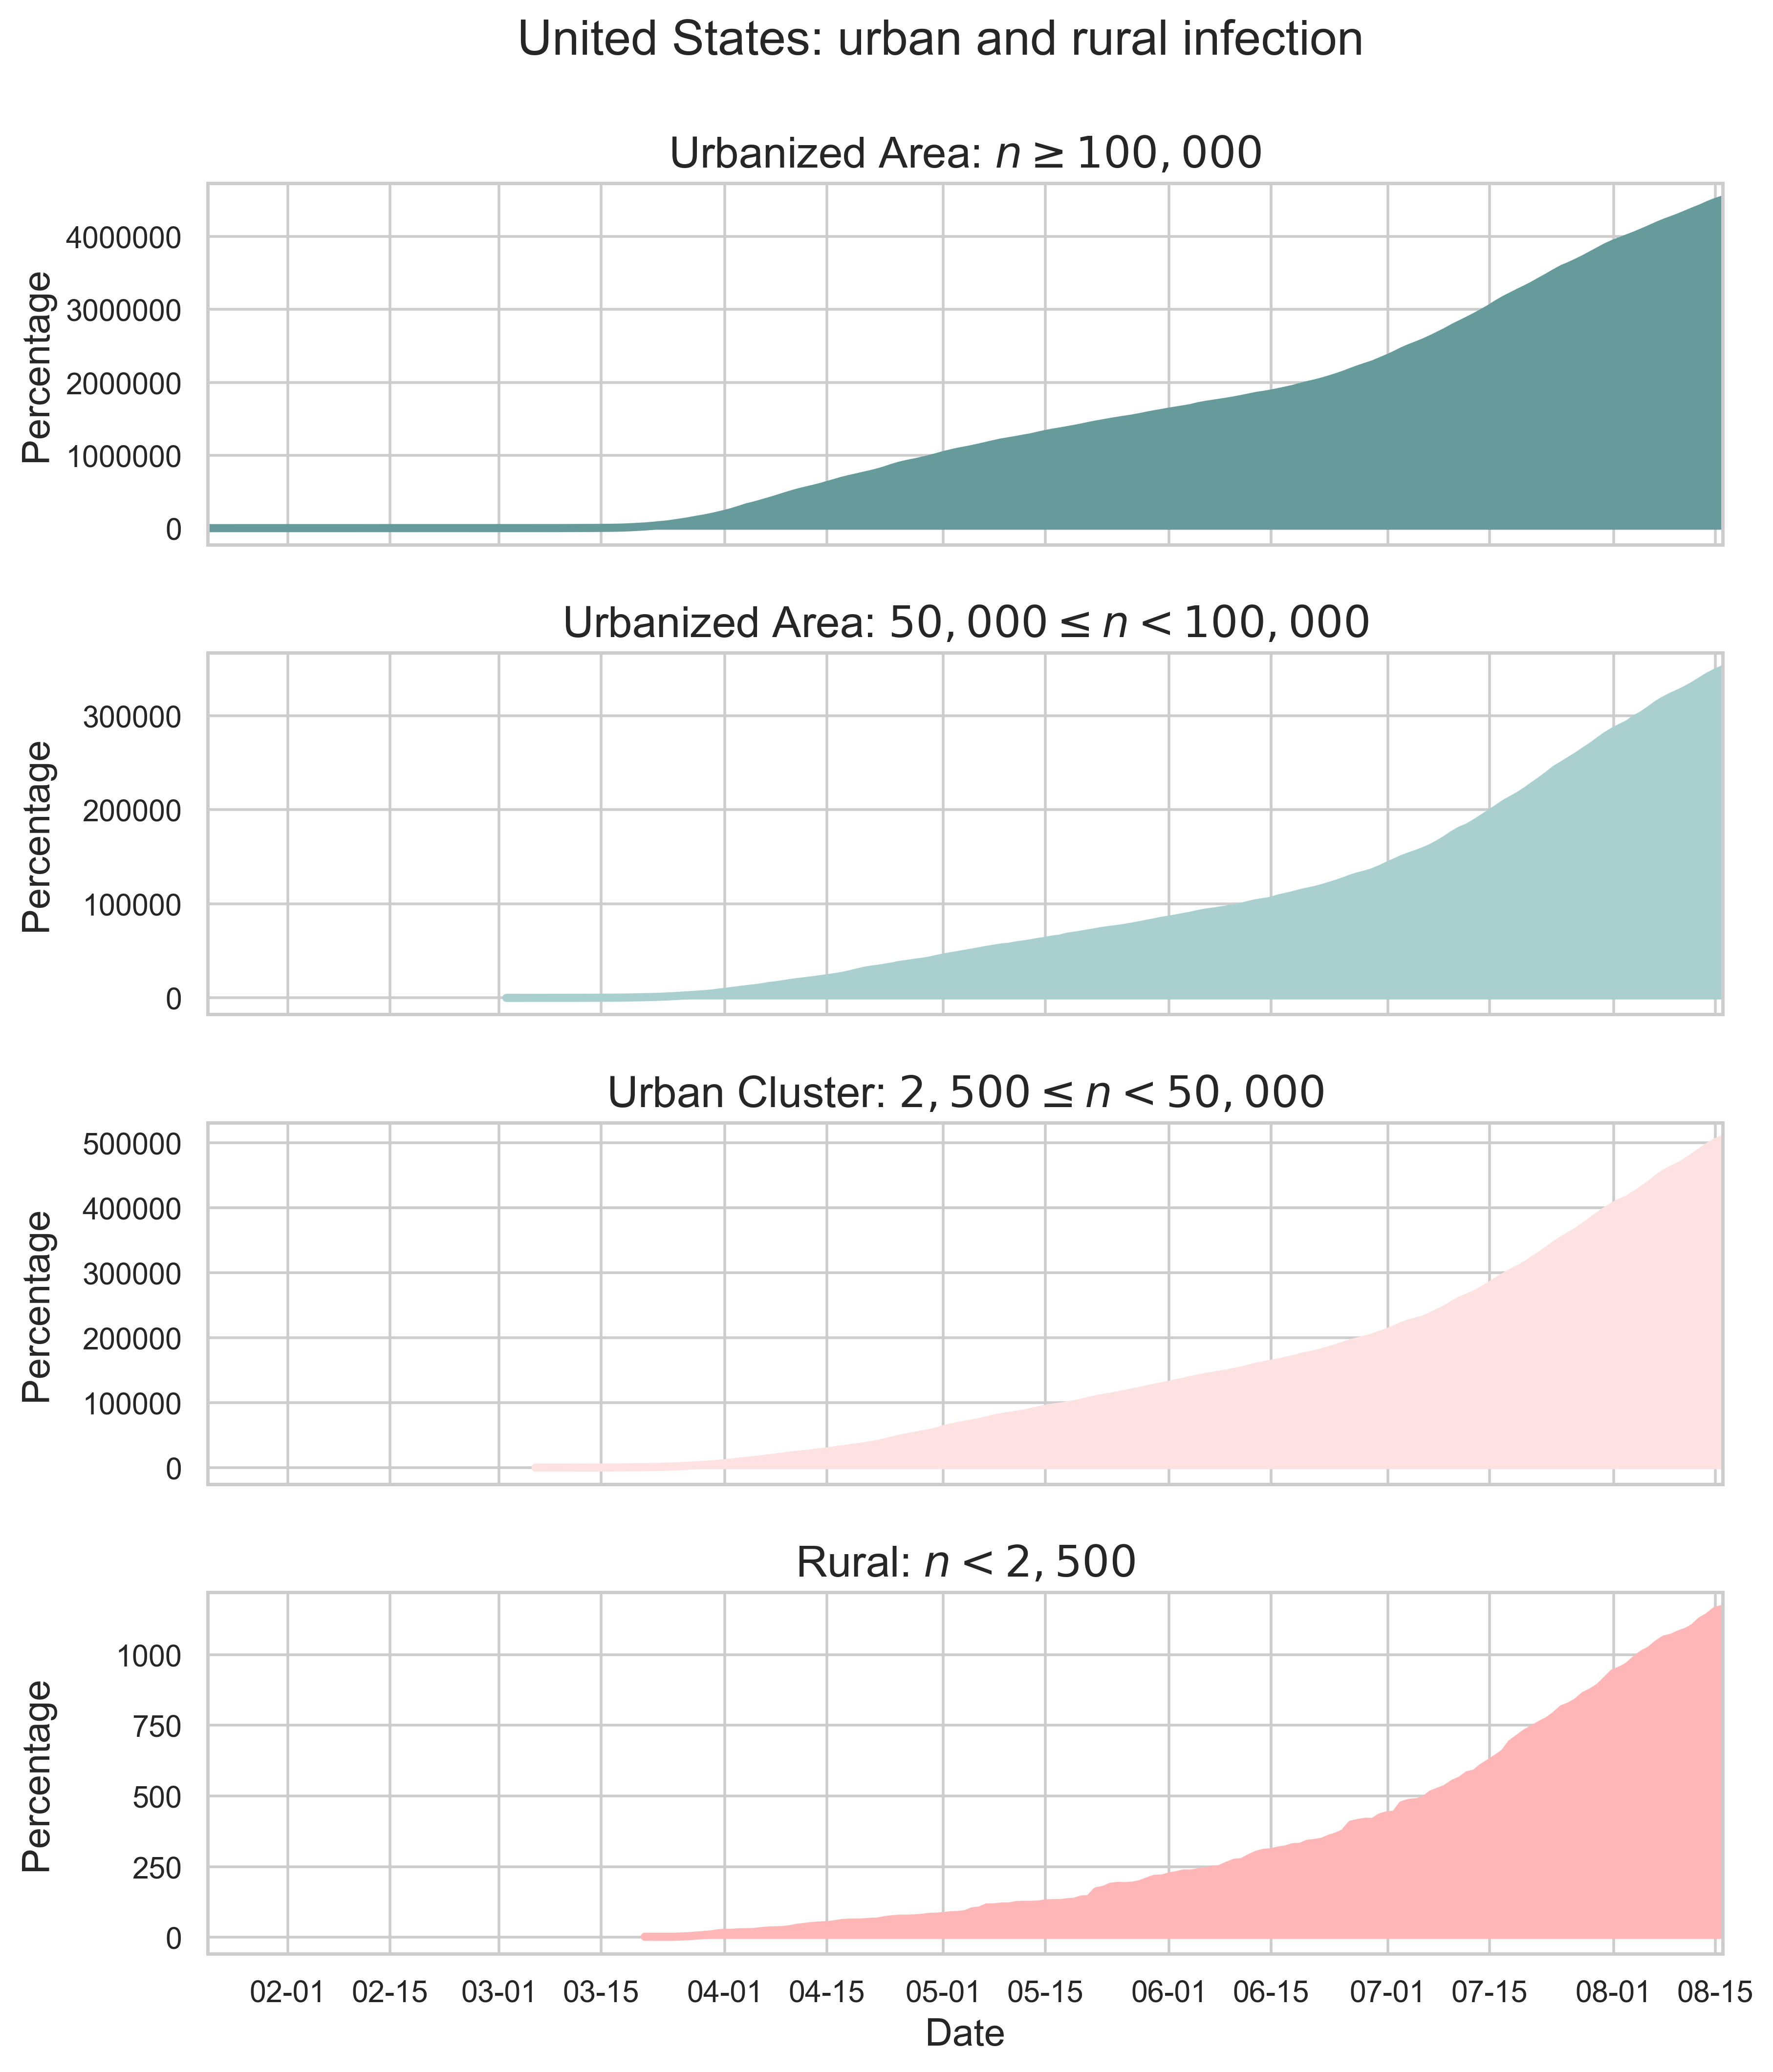 United States: urban and rural infection
Urbanized Area: n ≥ 100,000
Percentage
4000000
3000000
2000000
1000000
0
Urbanized Area: 50,000 ≤ n < 100,000
Percentage
300000
200000
100000
0
Urban Cluster: 2,500 ≤ n < 50,000
Percentage
500000
400000
300000
200000
100000
0
Rural: n < 2,500
Percentage
1000
750
500
250
0
02-01 02-15 03-01 03-15 04-01 04-15 05-01 05-15 06-01 06-15 07-01 07-15 08-01 08-15
Date